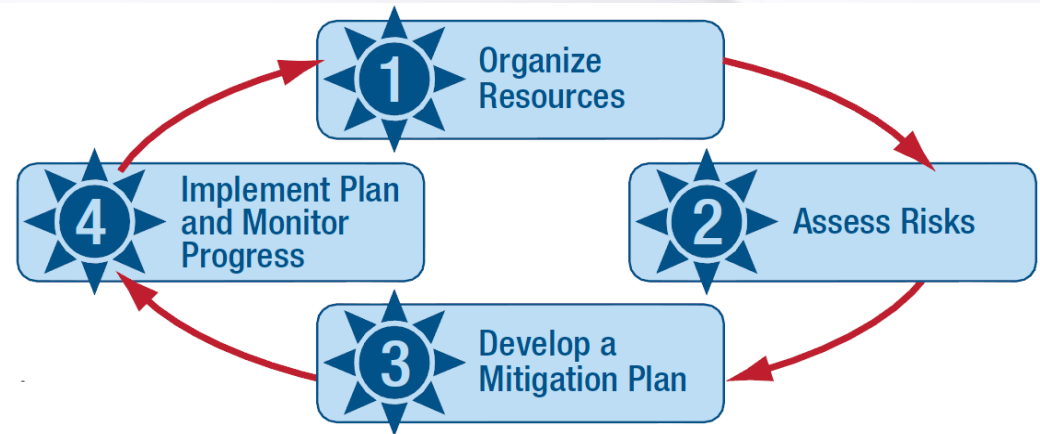 1
Organize
Resources
2
Assess Risks
3
Develop a
Mitigation Plan
4
Implement Plan
and Monitor
Progress